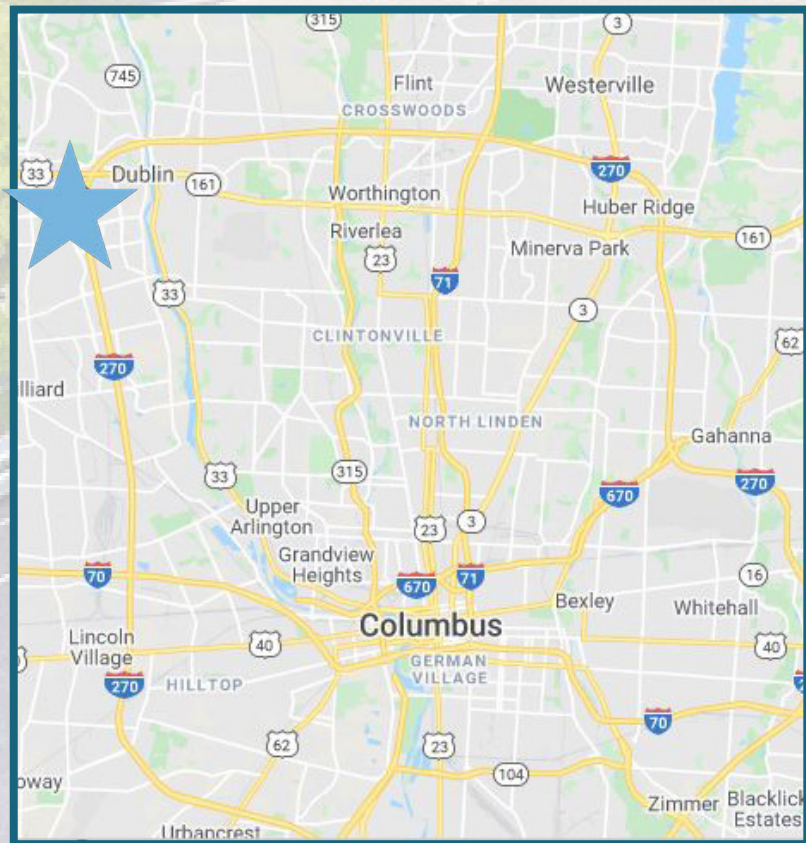 315
3
745
Flint
Westerville
CROSSWOODS
33
Dublin
161
270
Worthington
Huber Ridge
Riverlea
23
Minerva Park
161
71
33
3
CLINTONVILLE
62
270
lliard
NORTH LINDEN
Gahanna
315
33
670
270
Upper
Arlington
23
3
Grandview
Heights
70
670
71
16
Bexley
Whitehall
Columbus
Lincoln
Village
40
40
GERMAN
VILLAGE
270
HILLTOP
70
62
23
104
oway
Zimmer
Blacklick
Estates
Urbancrest